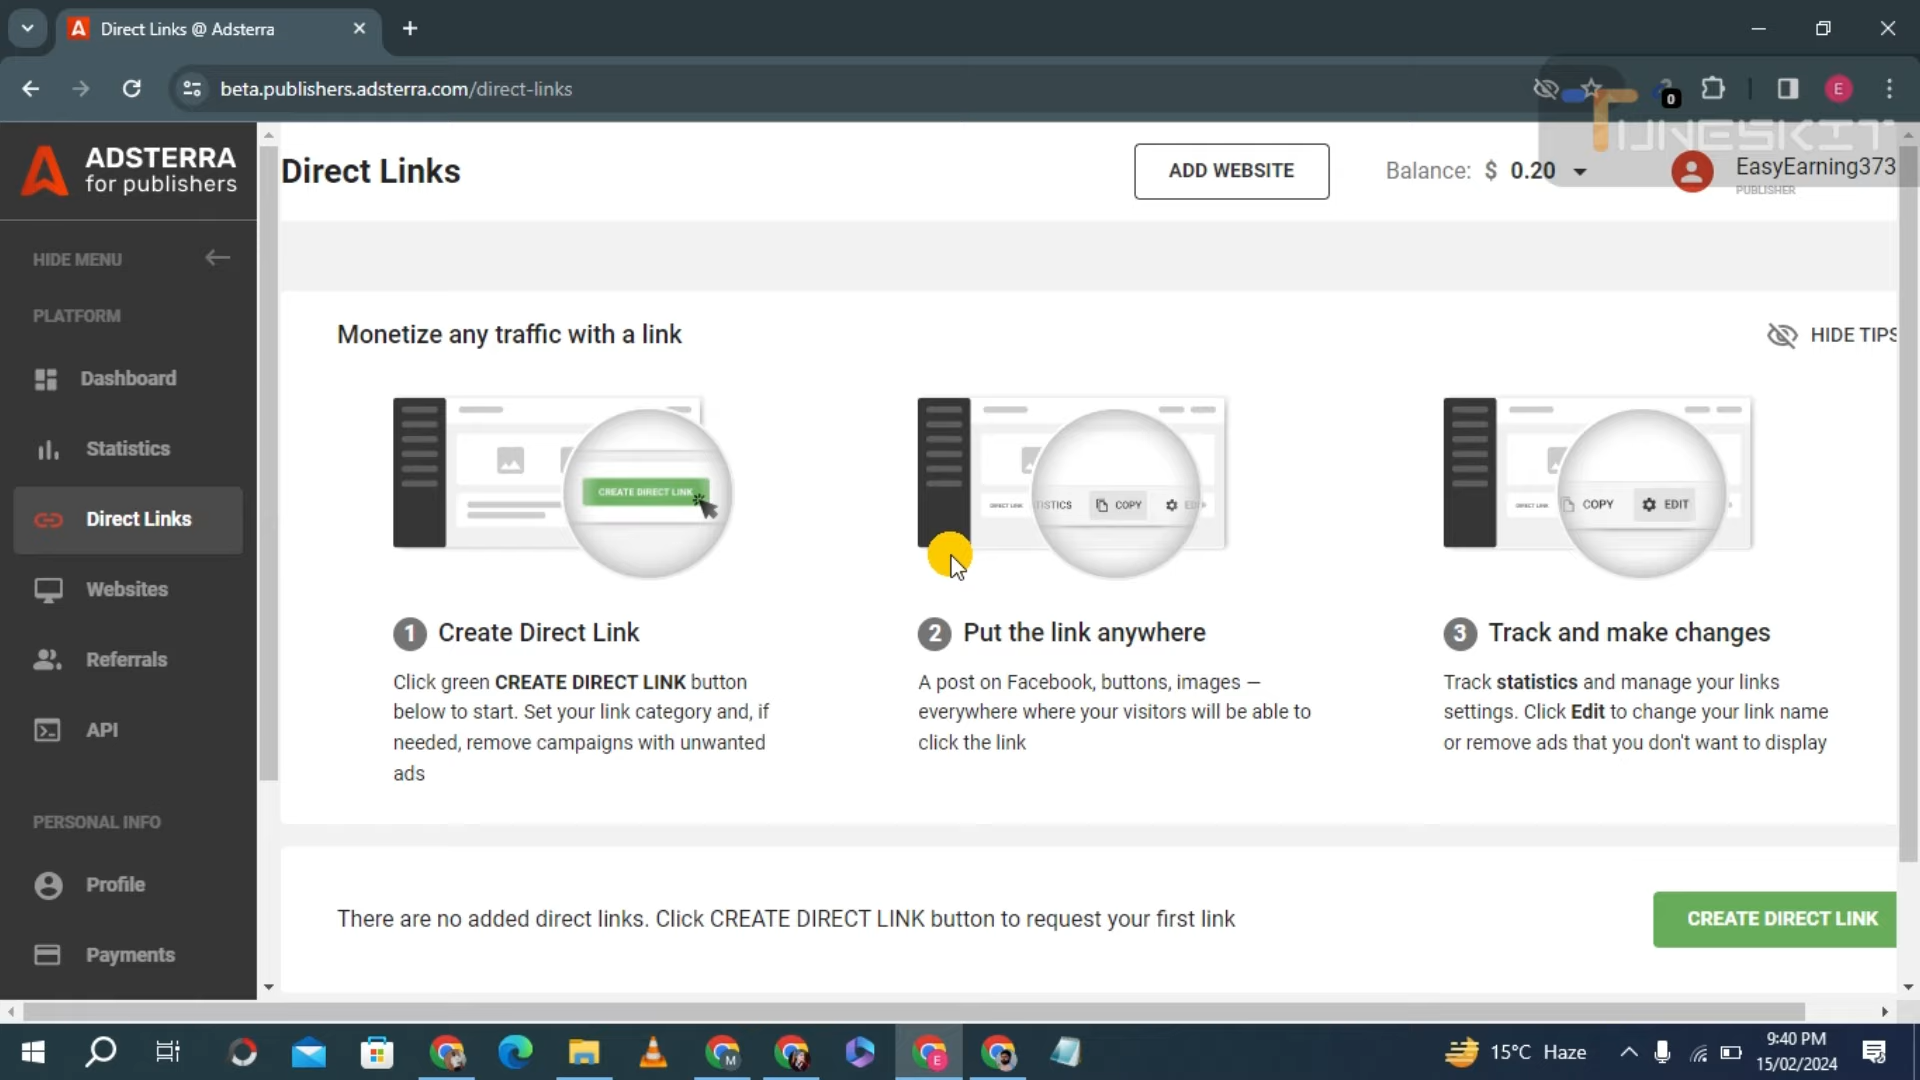 Direct Links @ Adsterra
beta.publishers.adsterra.com/direct-links
0
E
TUNESKIT
ADSTERRA
for publishers
Direct Links
ADD WEBSITE
Balance: $ 0.20
EasyEarning373
PUBLISHER
HIDE MENU
PLATFORM
Dashboard
Statistics
Direct Links
Websites
Referrals
API
PERSONAL INFO
Profile
Payments
Monetize any traffic with a link
HIDE TIPS
CREATE DIRECT LINK
DIRECT LINK
ISTICS
COPY
DIRECT LINK
COPY
EDIT
1 Create Direct Link
Click green CREATE DIRECT LINK button
below to start. Set your link category and, if
needed, remove campaigns with unwanted
ads
2 Put the link anywhere
A post on Facebook, buttons, images —
everywhere where your visitors will be able to
click the link
3 Track and make changes
Track statistics and manage your links
settings. Click Edit to change your link name
or remove ads that you don't want to display
There are no added direct links. Click CREATE DIRECT LINK button to request your first link
CREATE DIRECT LINK
M
E
15°C Haze
9:40 PM
15/02/2024